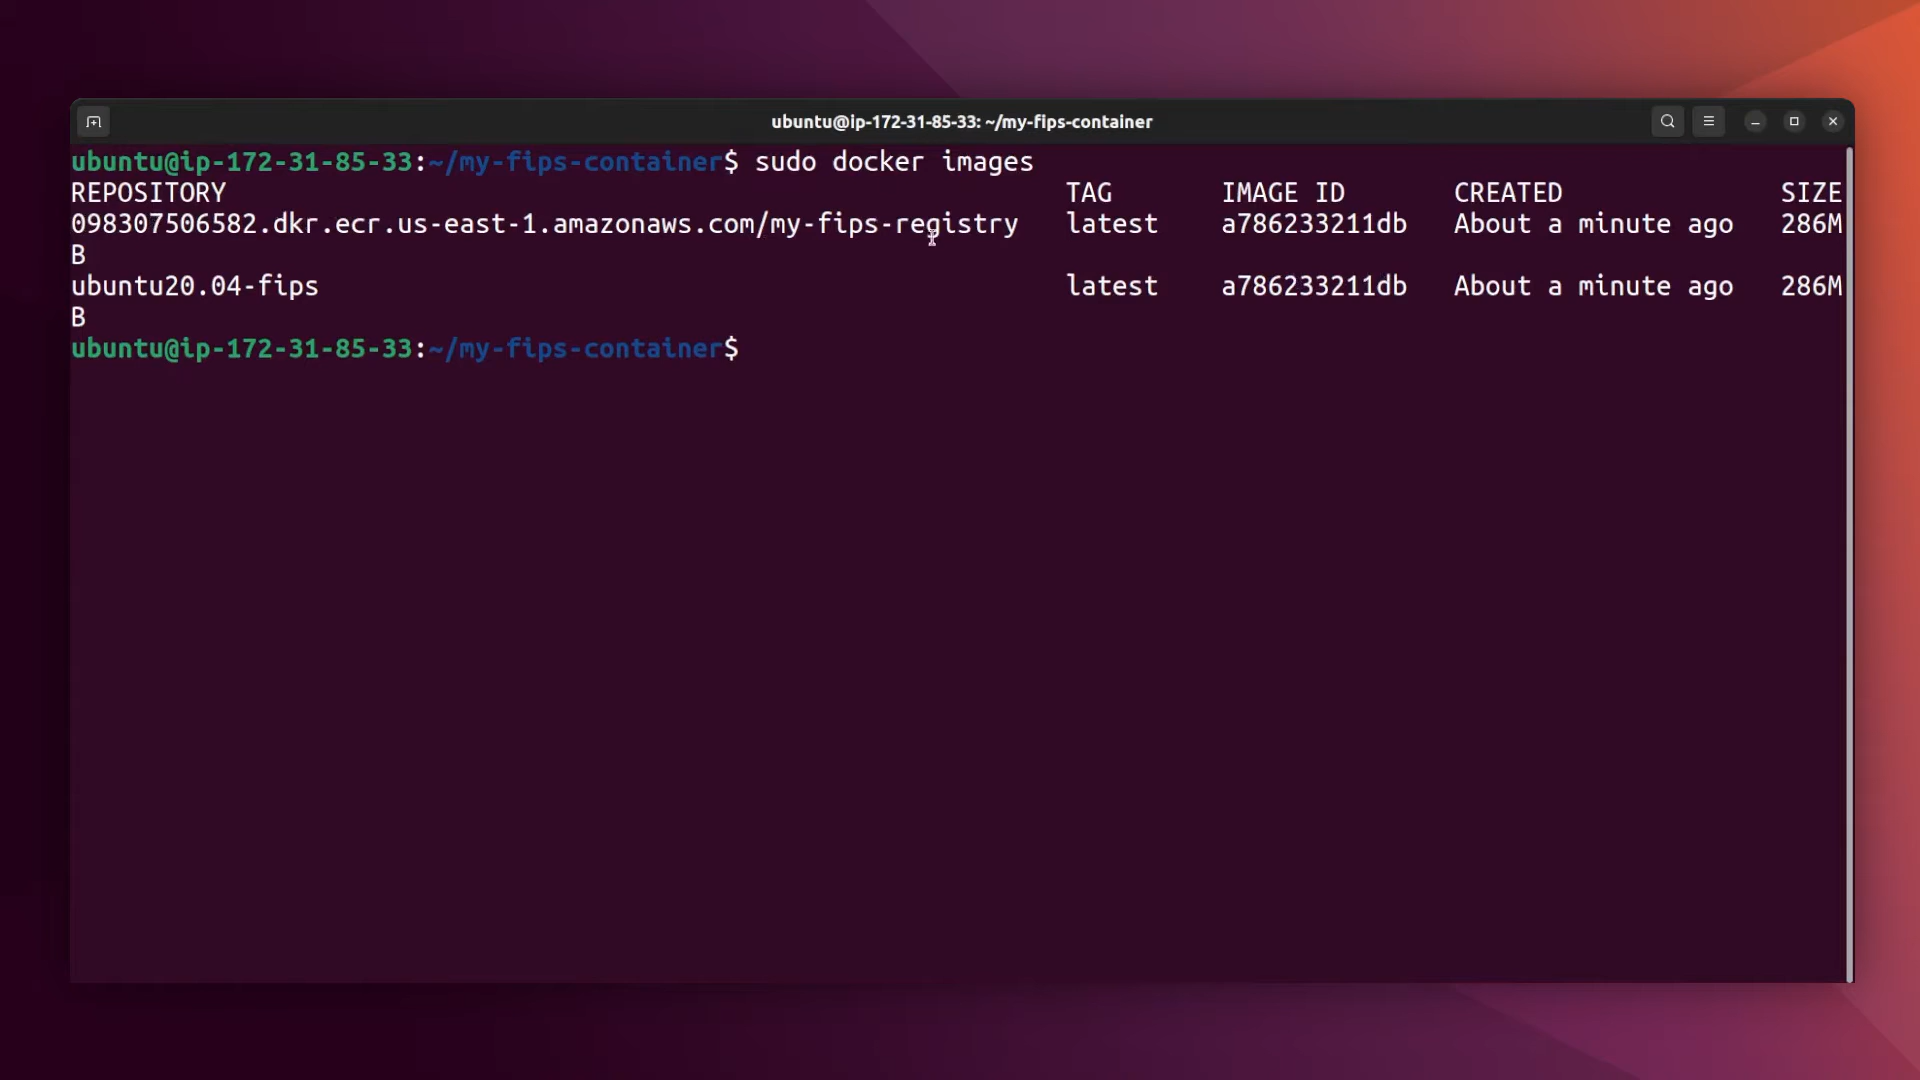 ubuntu@ip-172-31-85-33: ~/my-fips-container
ubuntu@ip-172-31-85-33:~/my-fips-container$ sudo docker images
REPOSITORY TAG IMAGE ID CREATED SIZE
098307506582.dkr.ecr.us-east-1.amazonaws.com/my-fips-registry latest a786233211db About a minute ago 286M
B
ubuntu20.04-fips latest a786233211db About a minute ago 286M
B
ubuntu@ip-172-31-85-33:~/my-fips-container$